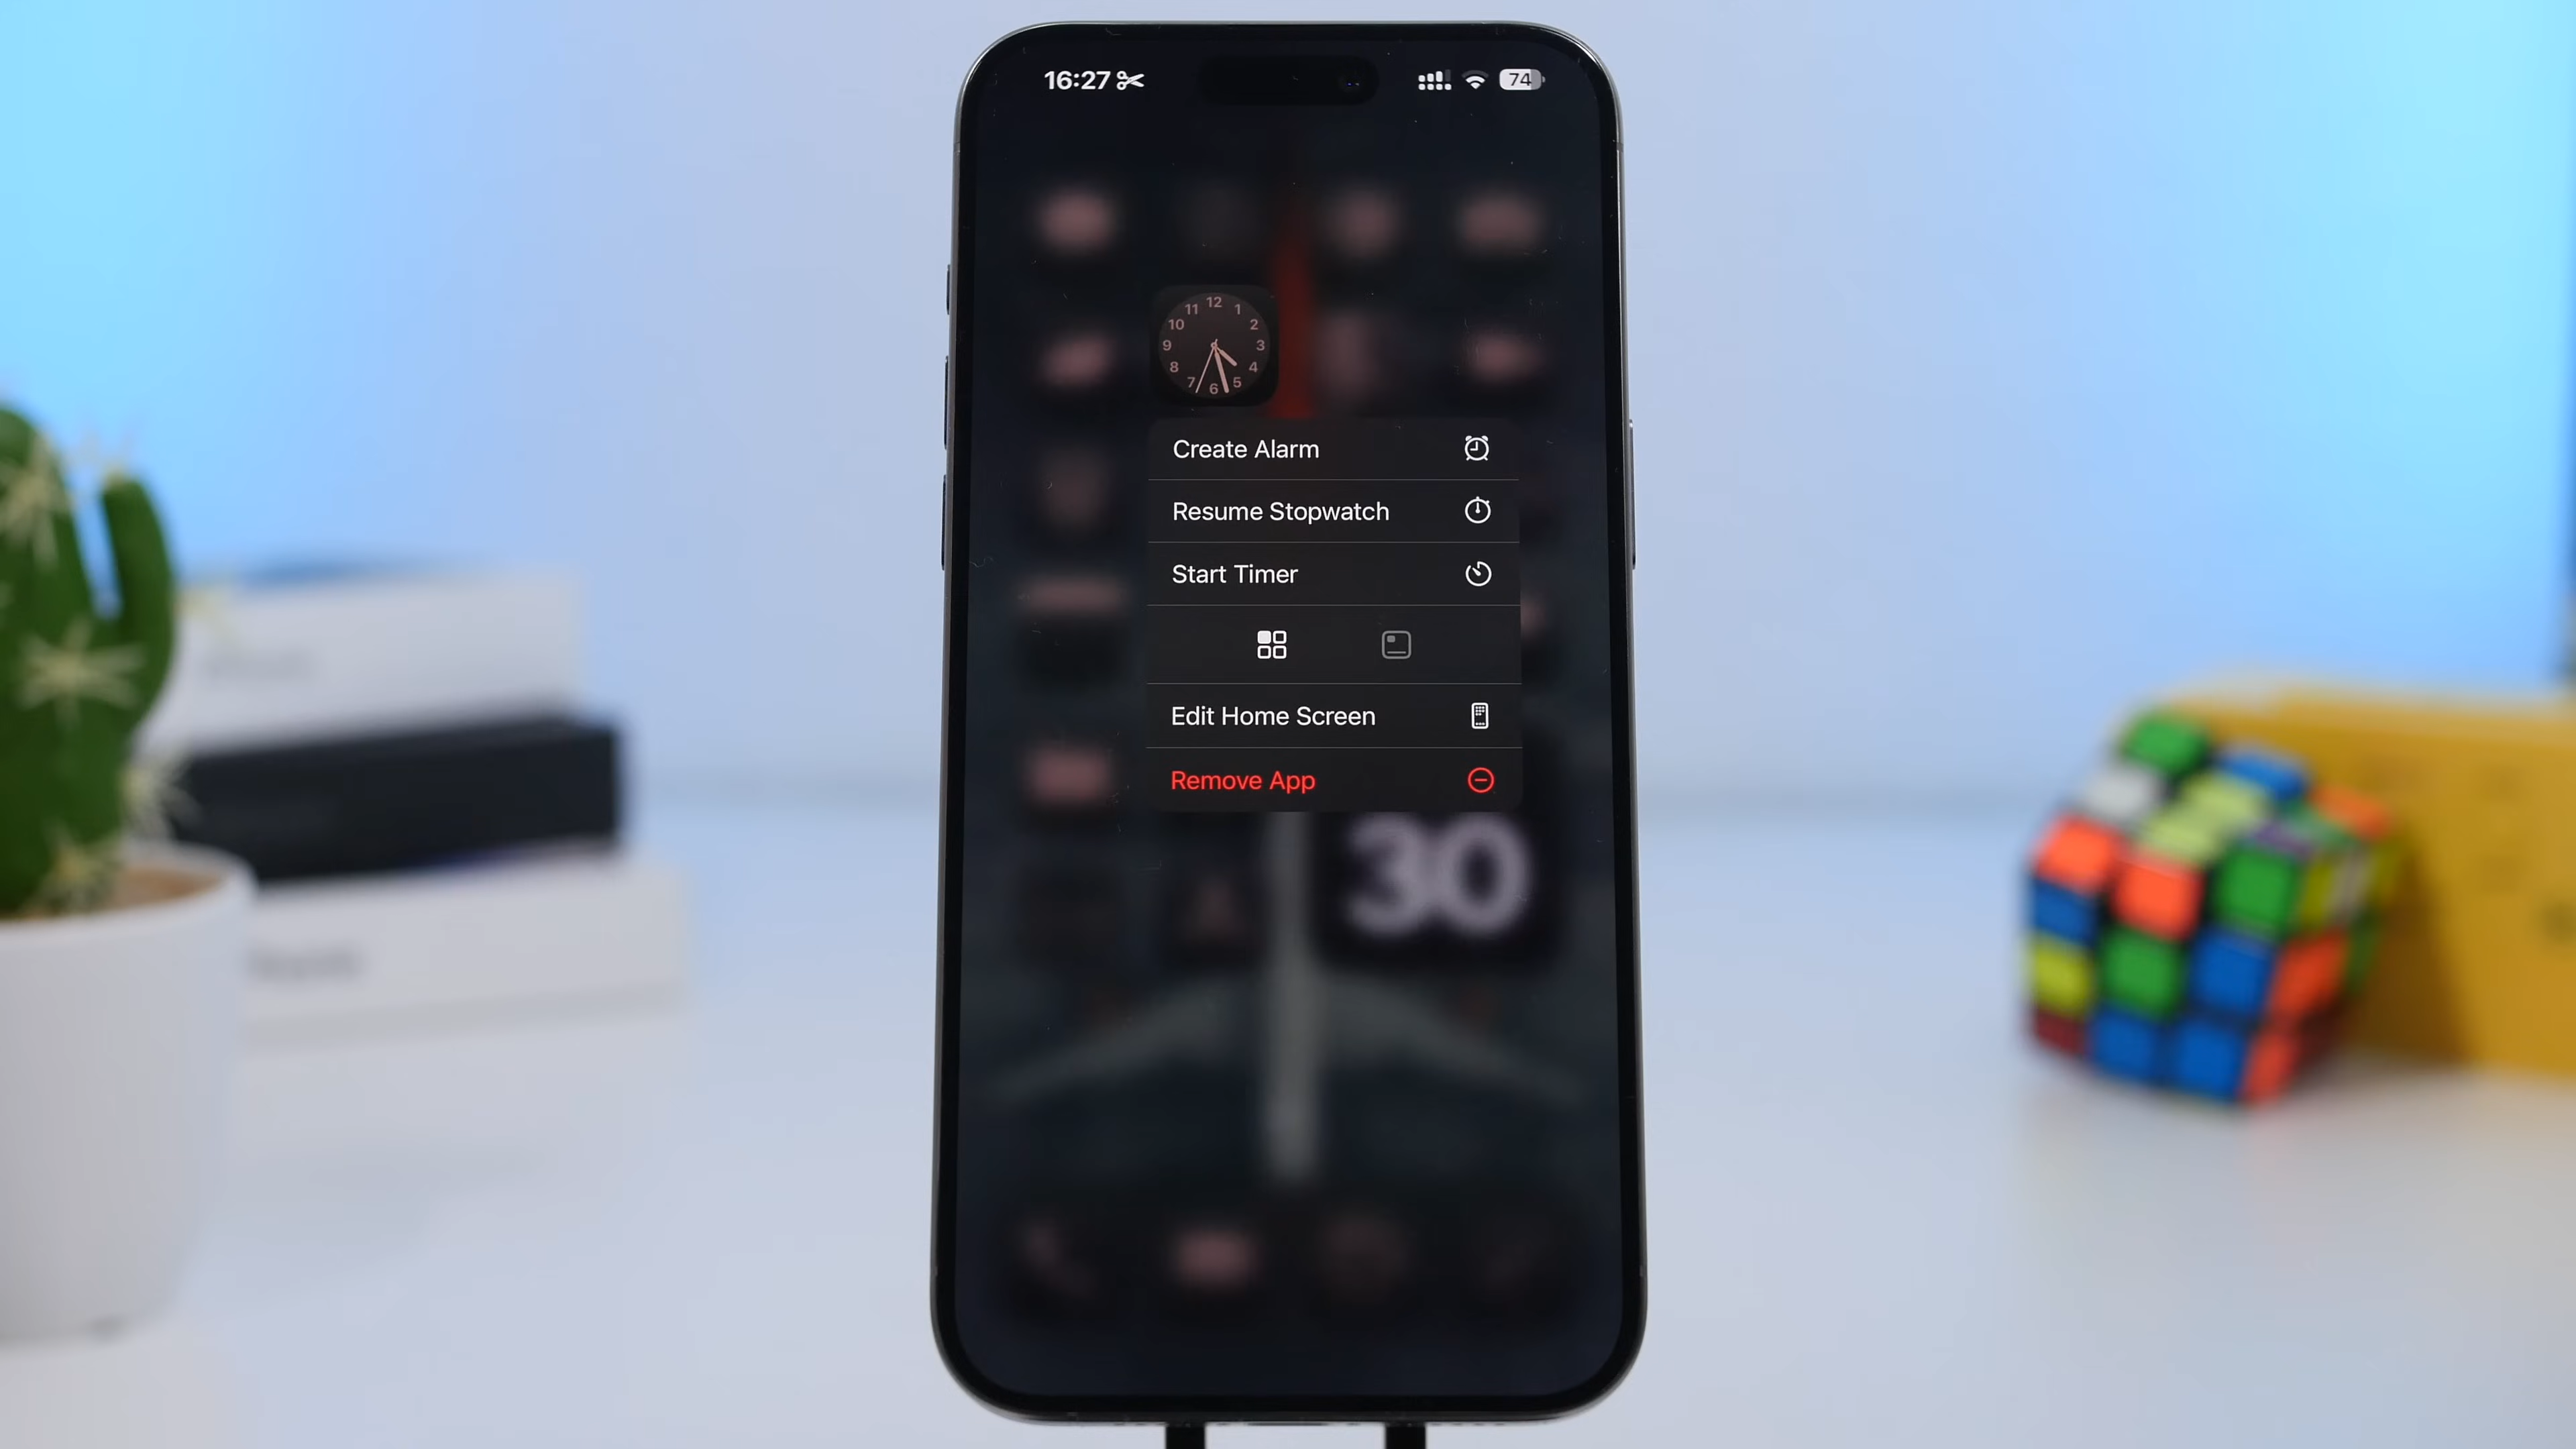 16:27
74
11 12 1
10 2
9 3
8 4
7 6 5
Create Alarm
Resume Stopwatch
Start Timer
Edit Home Screen
Remove App
30